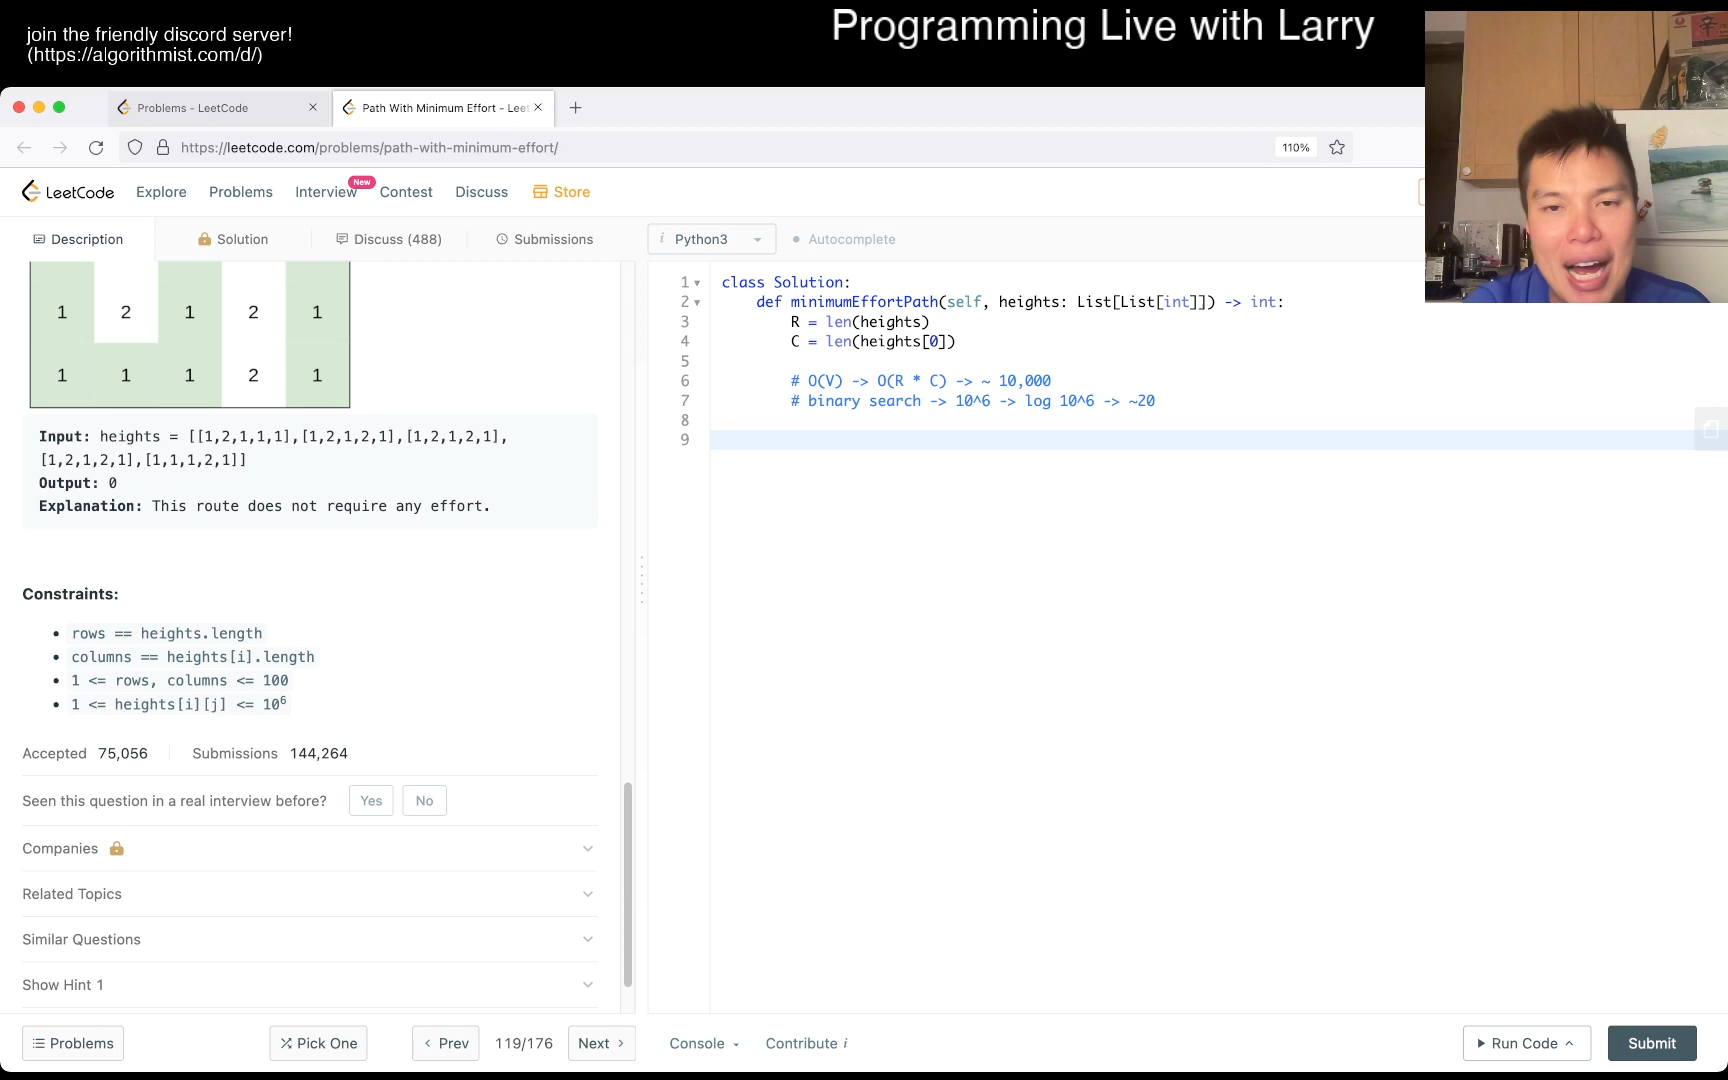 join the friendly discord server!
(https://algorithmist.com/d/)
Programming Live with Larry
Problems - LeetCode
Path With Minimum Effort - Leet
https://leetcode.com/problems/path-with-minimum-effort/
110%
LeetCode
Explore
Problems
Interview
New
Contest
Discuss
Store
Description
Solution
Discuss (488)
Submissions
i Python3
Autocomplete
1 2 1 2 1
1 1 1 2 1
Input: heights = [[1,2,1,1,1],[1,2,1,2,1],[1,2,1,2,1],
[1,2,1,2,1],[1,1,1,2,1]]
Output: 0
Explanation: This route does not require any effort.
Constraints:
rows == heights.length
columns == heights[i].length
1 <= rows, columns <= 100
1 <= heights[i][j] <= 10⁶
Accepted 75,056
Submissions 144,264
Seen this question in a real interview before?
Yes
No
Companies
Related Topics
Similar Questions
Show Hint 1
1 class Solution:
2 def minimumEffortPath(self, heights: List[List[int]]) -> int:
3 R = len(heights)
4 C = len(heights[0])
5
6 # O(V) -> O(R * C) -> ~ 10,000
7 # binary search -> 10^6 -> log 10^6 -> ~20
8
9
Problems
Pick One
Prev
119/176
Next
Console
Contribute i
Run Code
Submit